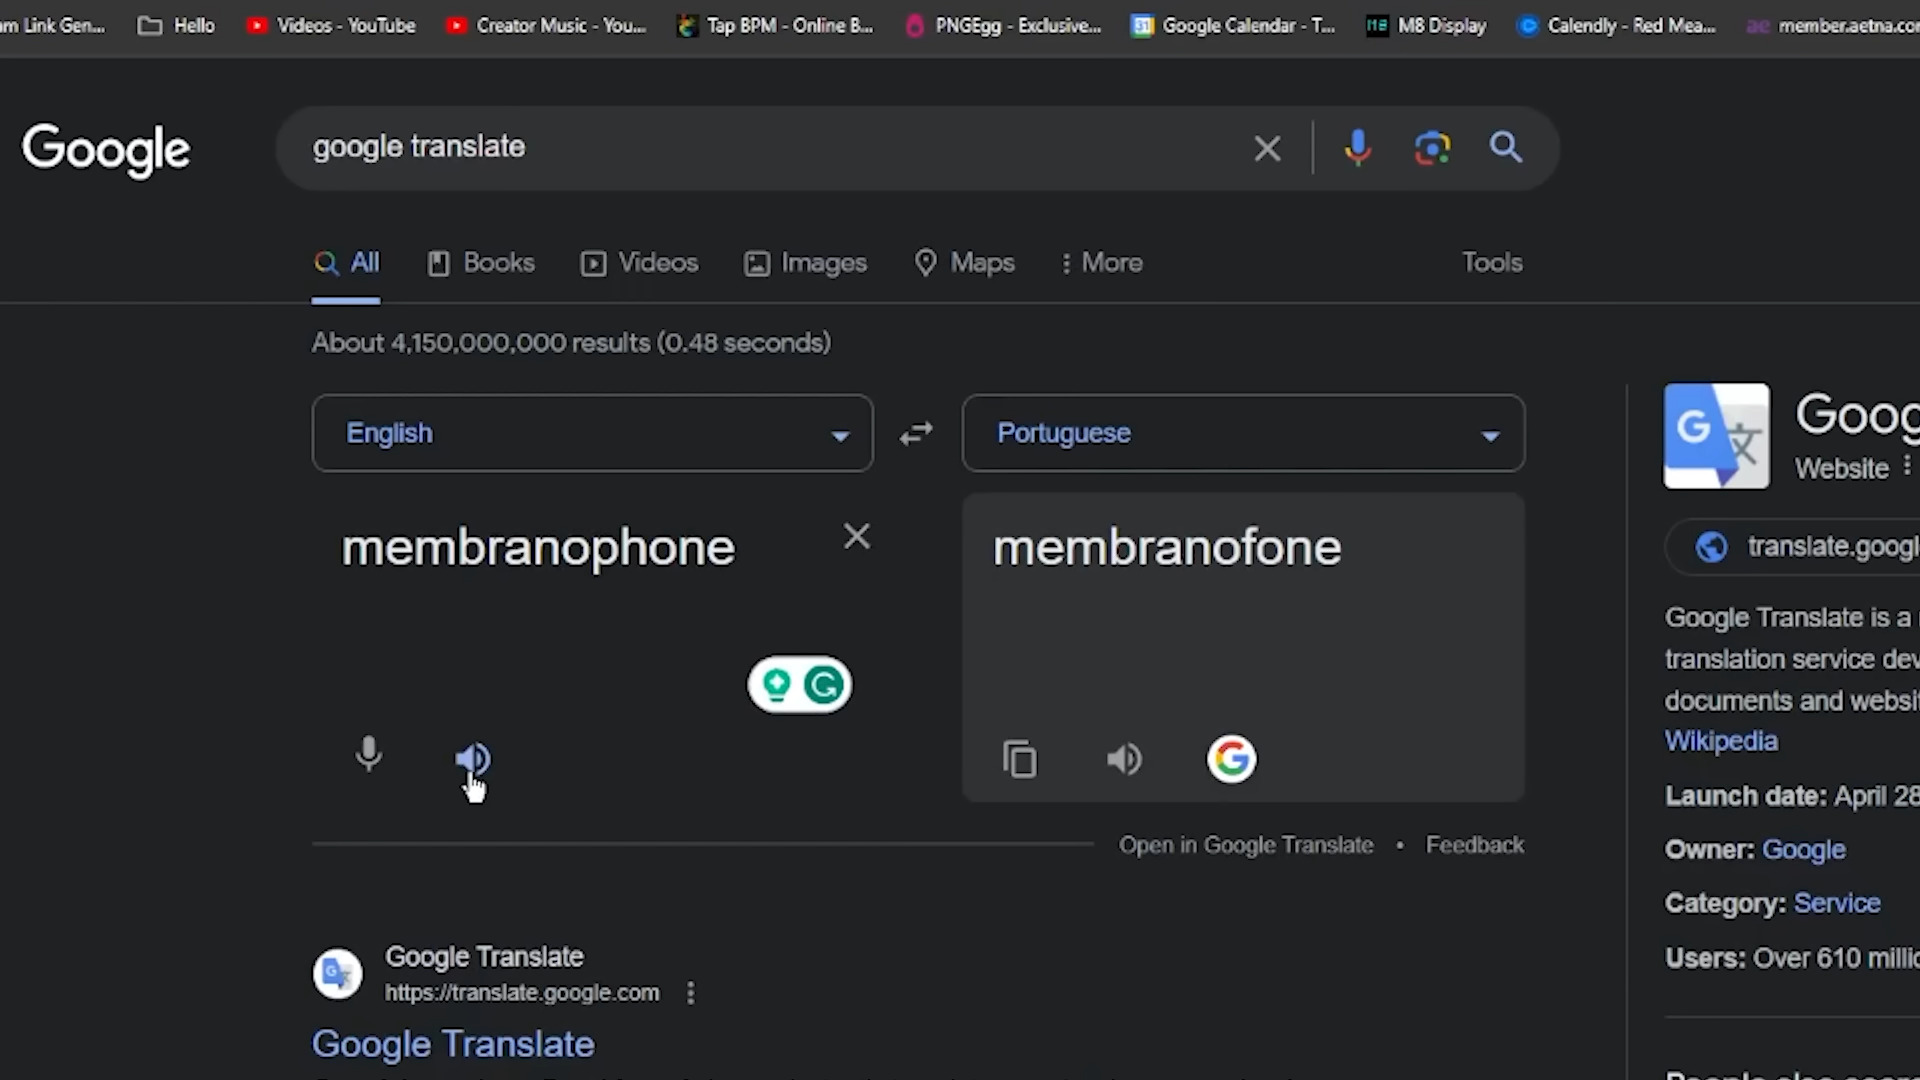 am Link Gen... Hello Videos - YouTube Creator Music - You... Tap BPM - Online B... PNGEgg - Exclusive... Google Calendar - T... M8 Display Calendly - Red Mea... member.aetna.com
Google google translate
All Books Videos Images Maps More Tools
About 4,150,000,000 results (0.48 seconds)
English Portuguese
membranophone membranofone
Goog
Website
translate.googl
Google Translate is a
translation service dev
documents and websit
Wikipedia
Launch date: April 28
Owner: Google
Category: Service
Users: Over 610 millio
Open in Google Translate • Feedback
Google Translate
https://translate.google.com
Google Translate